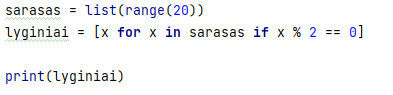 sarasas = list(range(20))
lyginiai = [x for x in sarasas if x % 2 == 0]
print(lyginiai)